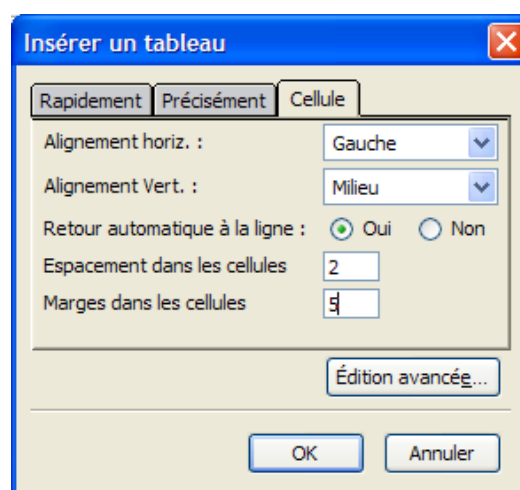 Insérer un tableau
Rapidement Précisément Cellule
Alignement horiz. : Gauche
Alignement Vert. : Milieu
Retour automatique à la ligne : Oui Non
Espacement dans les cellules 2
Marges dans les cellules 5
Édition avancée...
OK Annuler